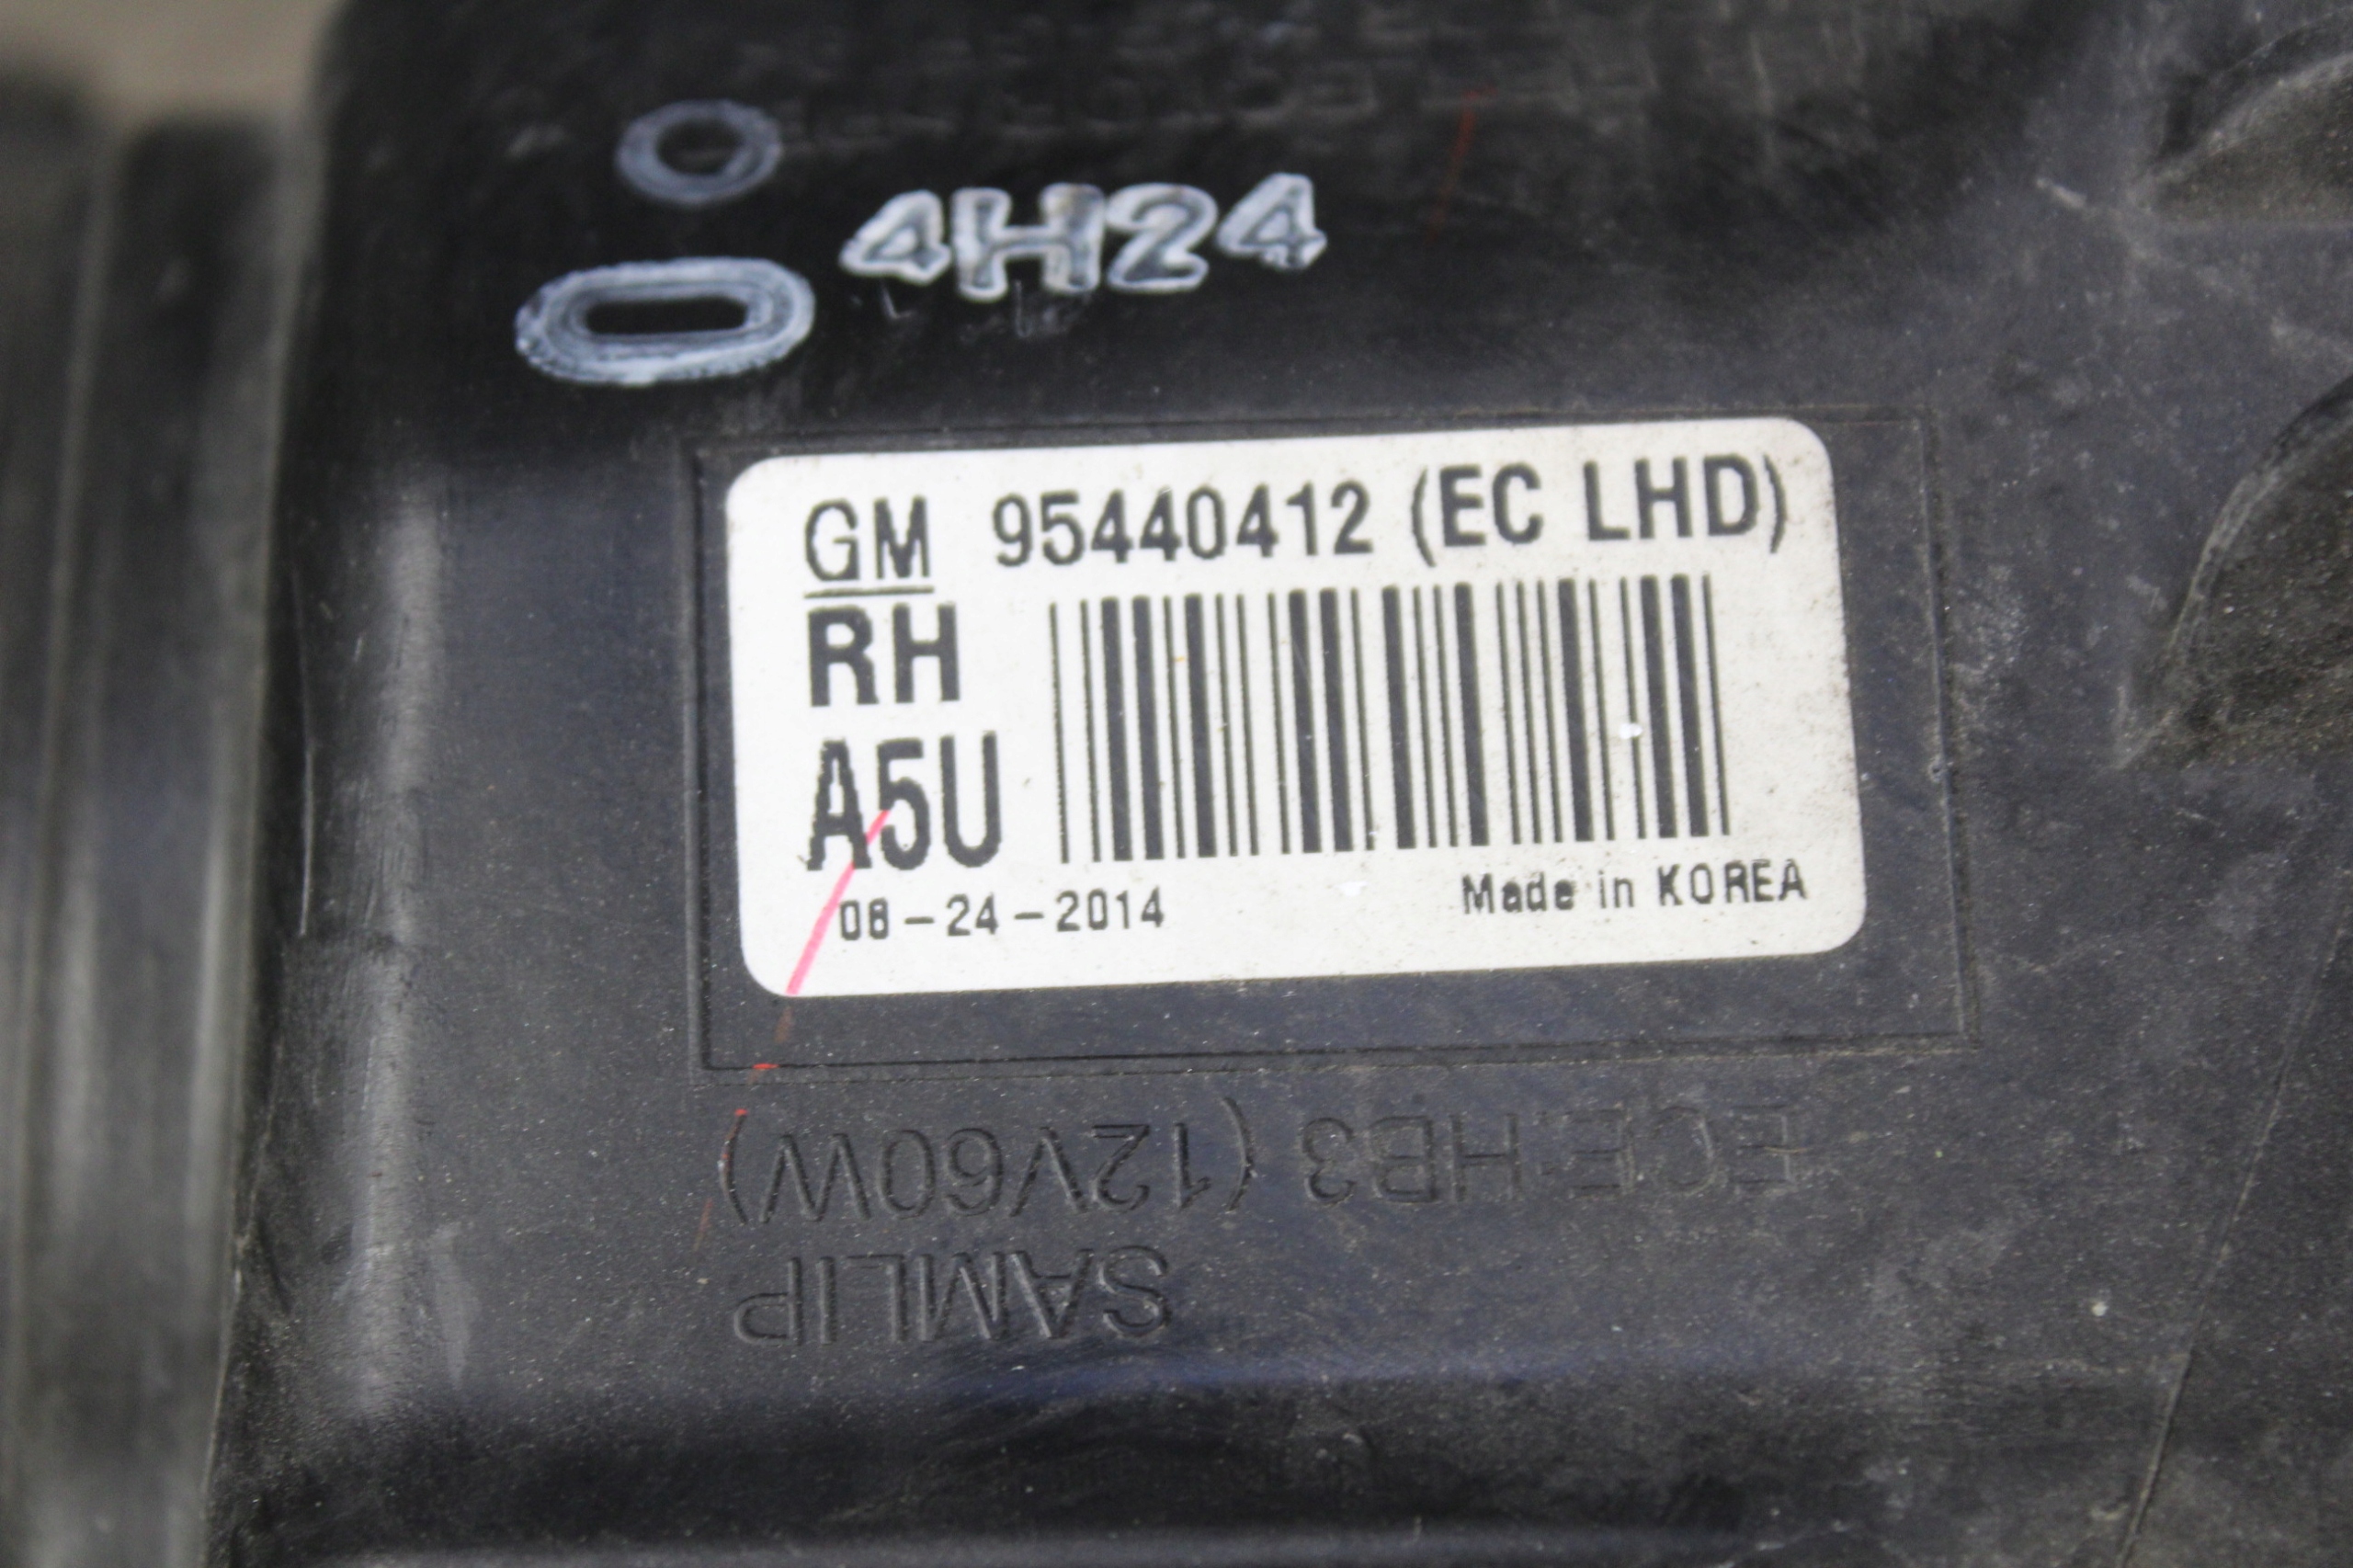 4H24
GM 95440412 (EC LHD)
RH
A5U
08-24-2014 Made in KOREA
ECE HB3 (12V60W)
SAMLIP